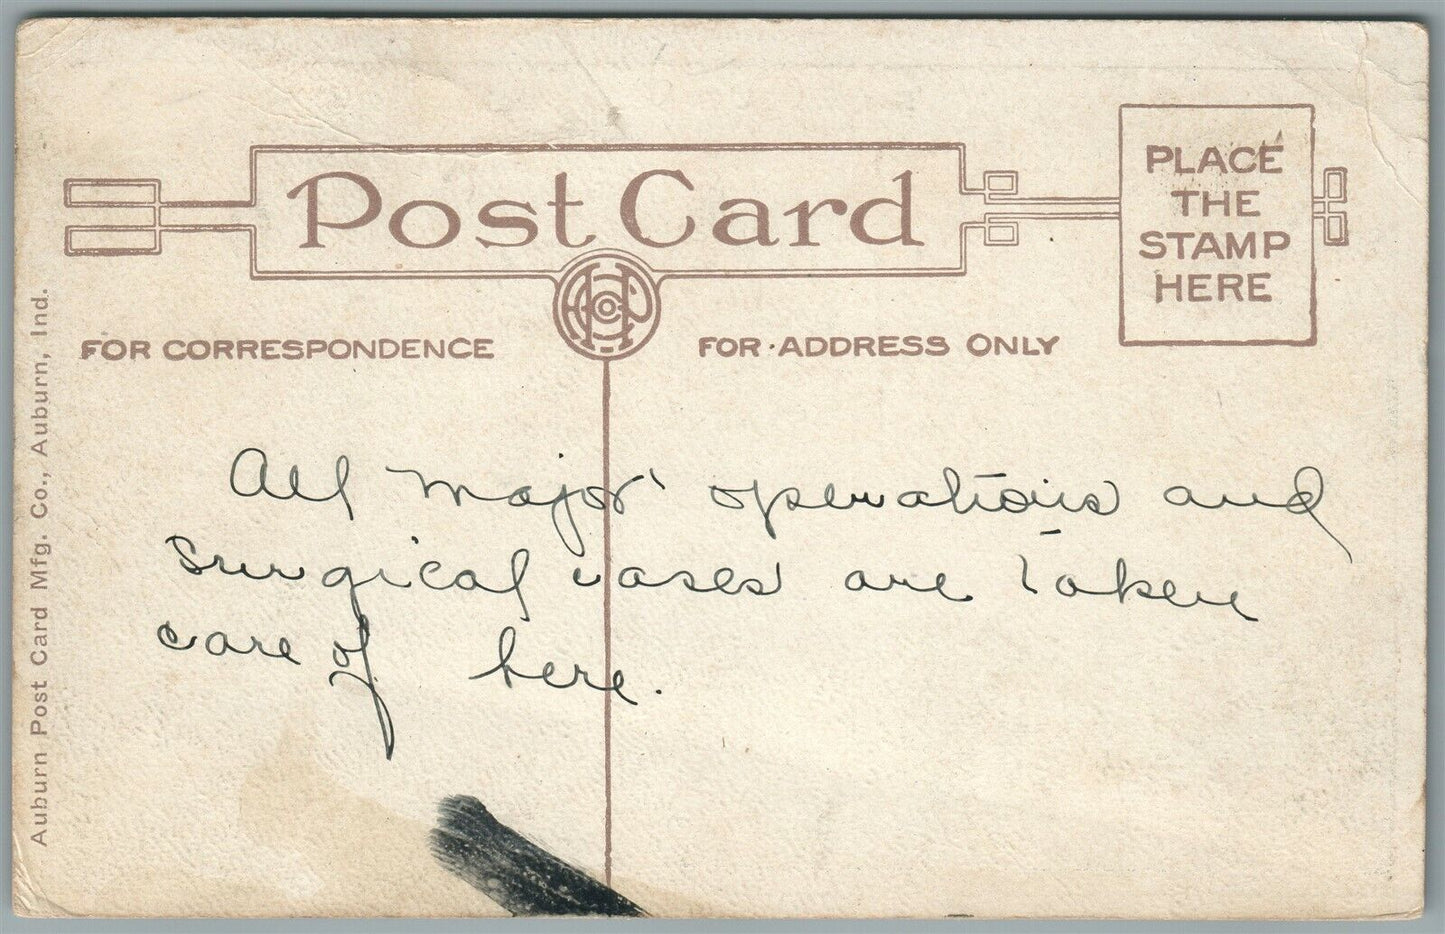 Post Card
PLACE
THE
STAMP
HERE
FOR CORRESPONDENCE
FOR ADDRESS ONLY
All major operations and
surgical cases are taken
care of here.
Auburn Post Card Mfg. Co., Auburn, Ind.